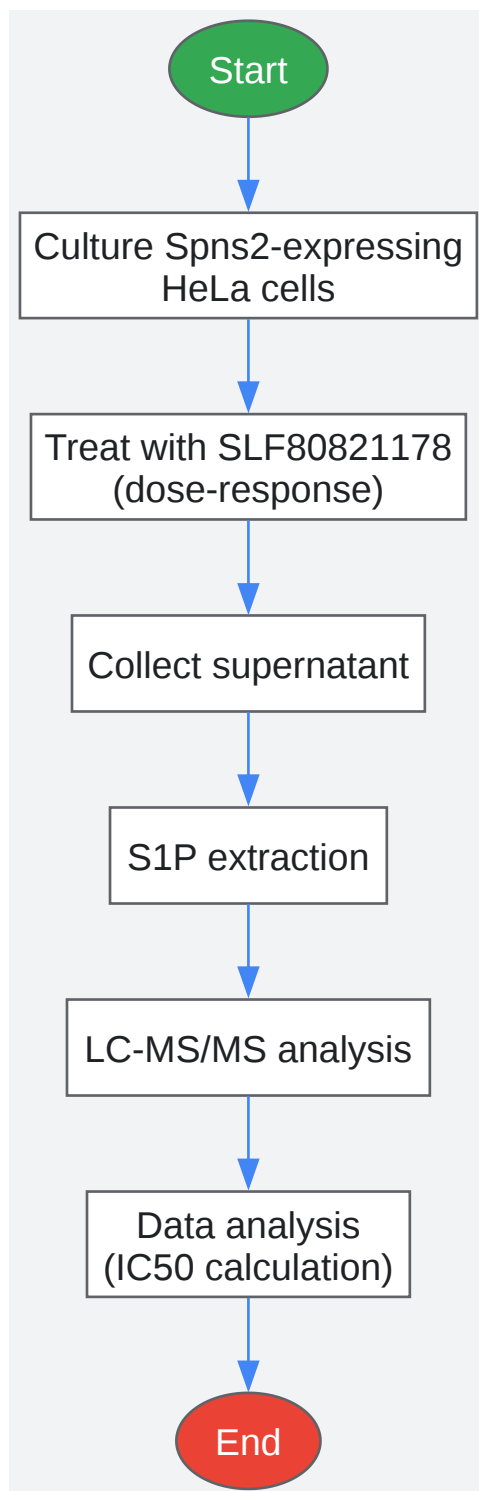 Start
Culture Spns2-expressing
HeLa cells
Treat with SLF80821178
(dose-response)
Collect supernatant
S1P extraction
LC-MS/MS analysis
Data analysis
(IC50 calculation)
End